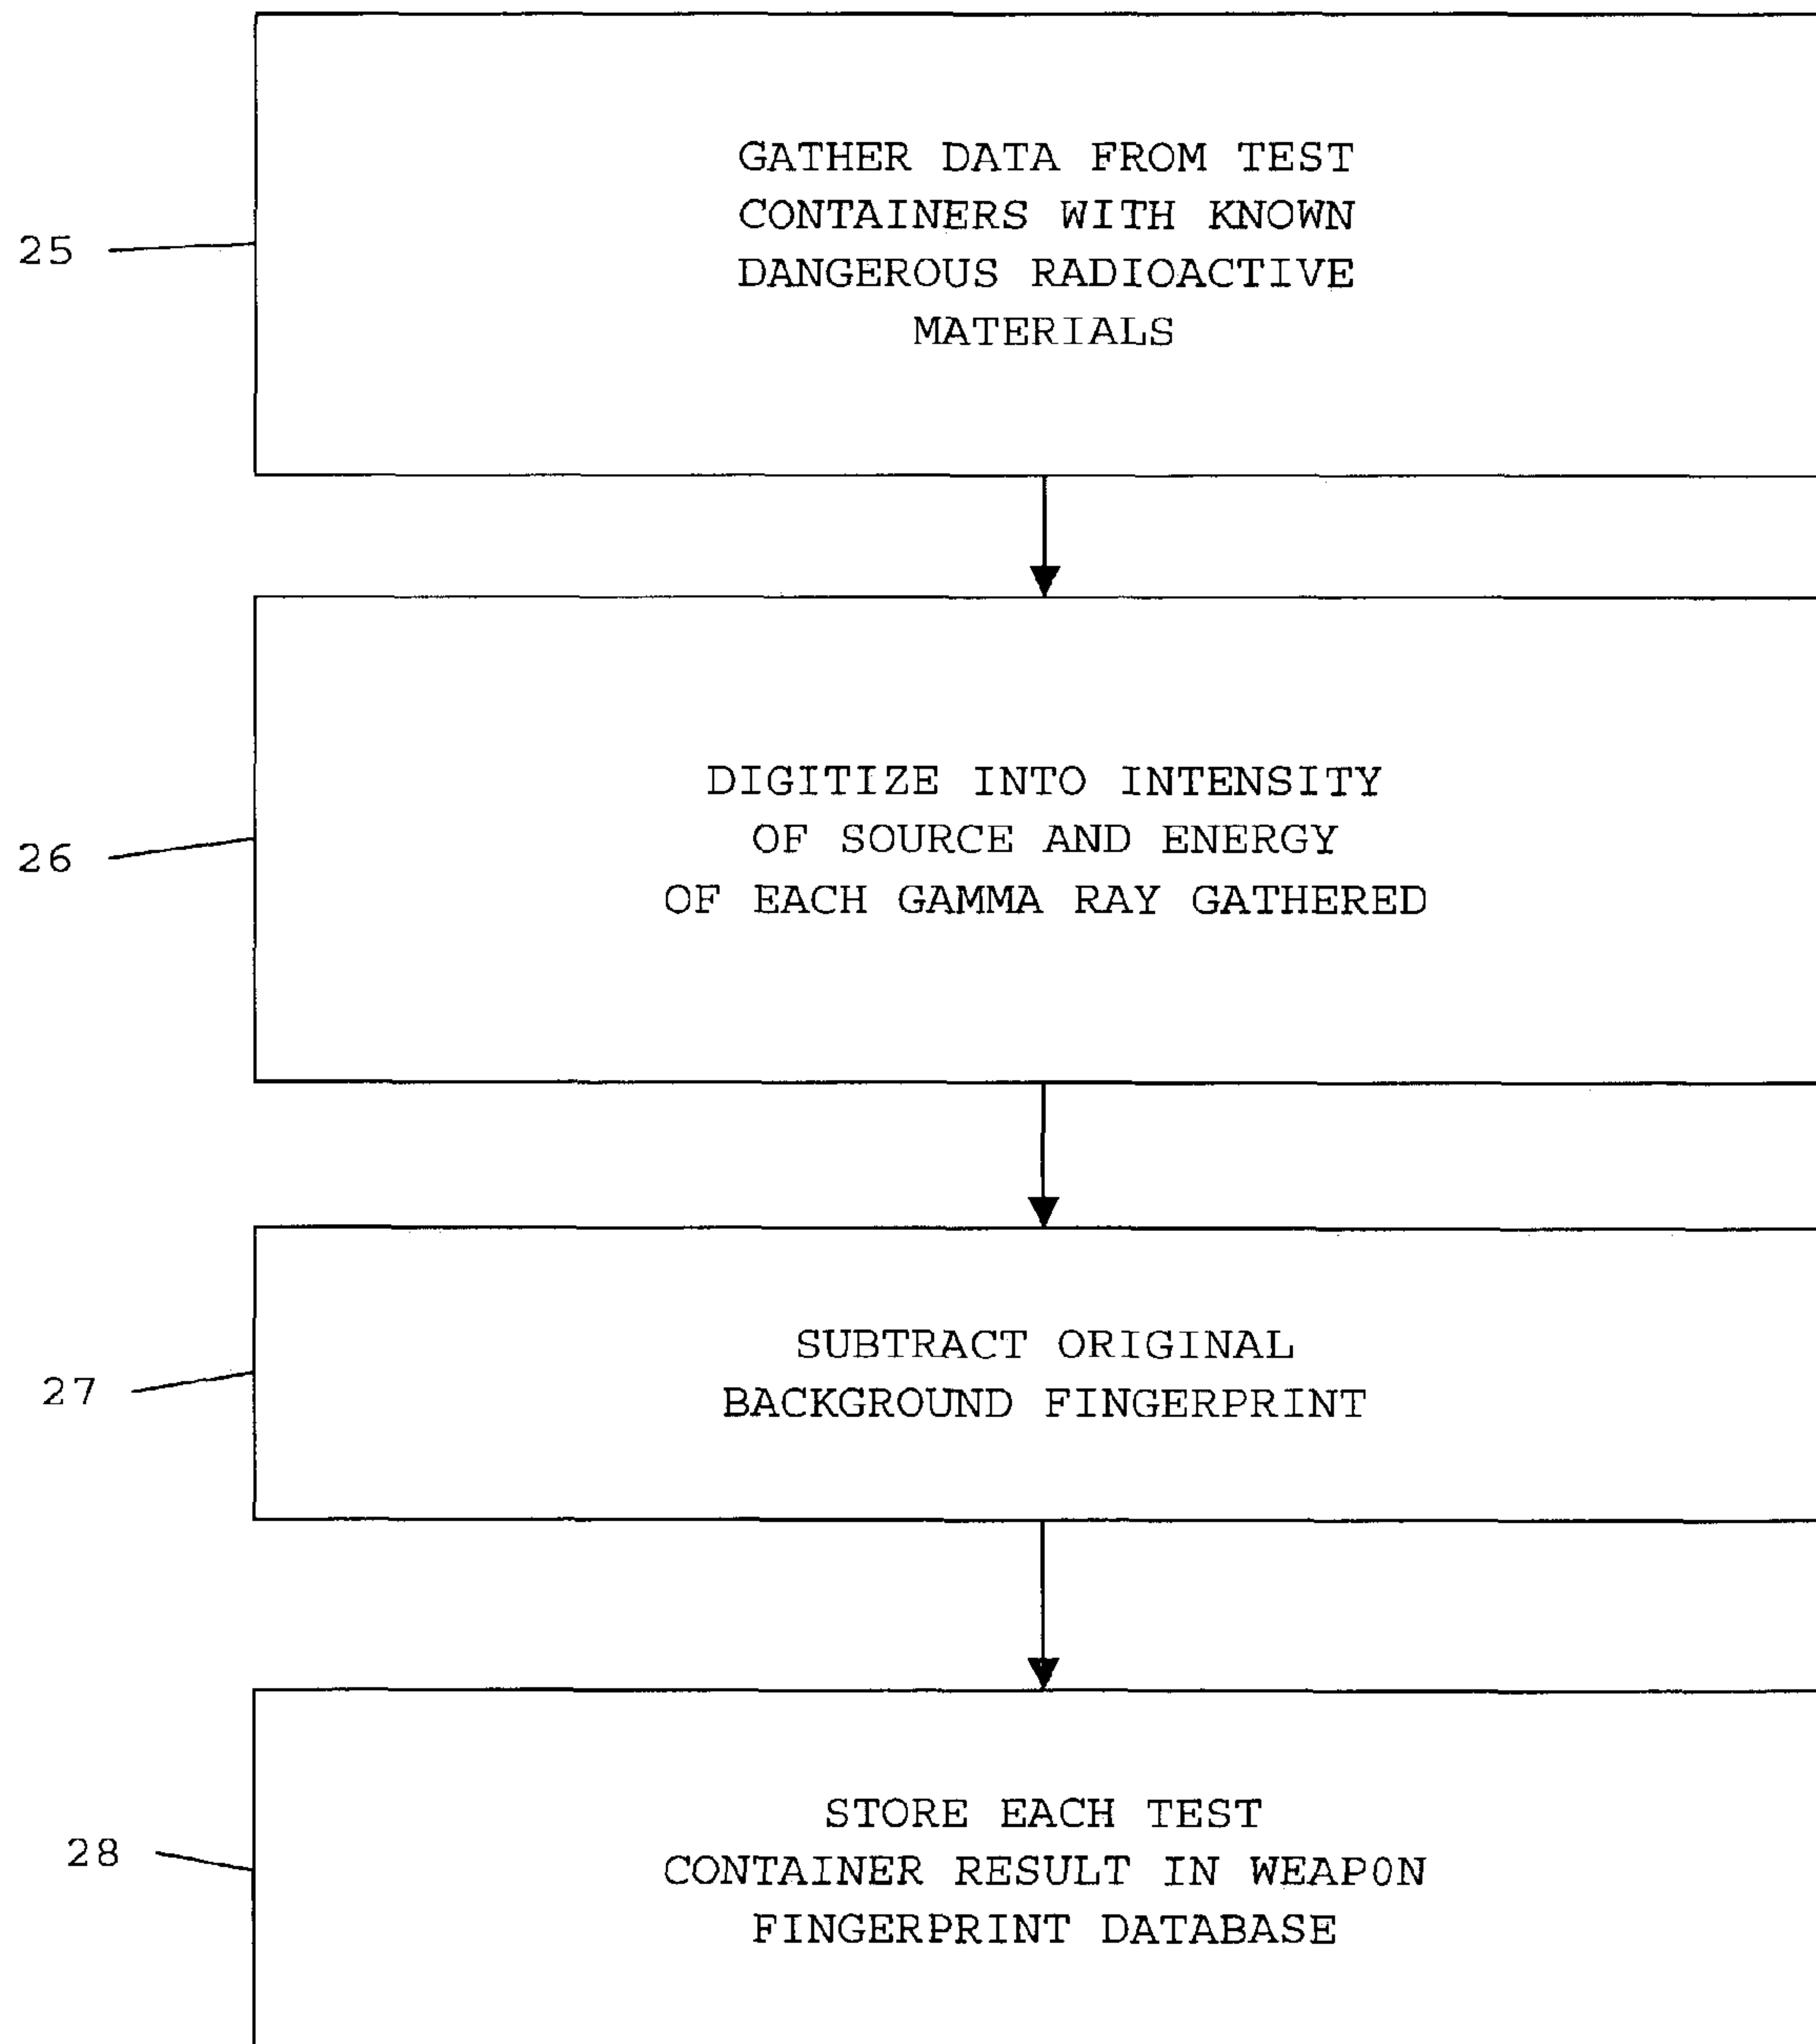 GATHER DATA FROM TEST
CONTAINERS WITH KNOWN
DANGEROUS RADIOACTIVE
MATERIALS
25
DIGITIZE INTO INTENSITY
OF SOURCE AND ENERGY
OF EACH GAMMA RAY GATHERED
26
SUBTRACT ORIGINAL
BACKGROUND FINGERPRINT
27
STORE EACH TEST
CONTAINER RESULT IN WEAPON
FINGERPRINT DATABASE
28